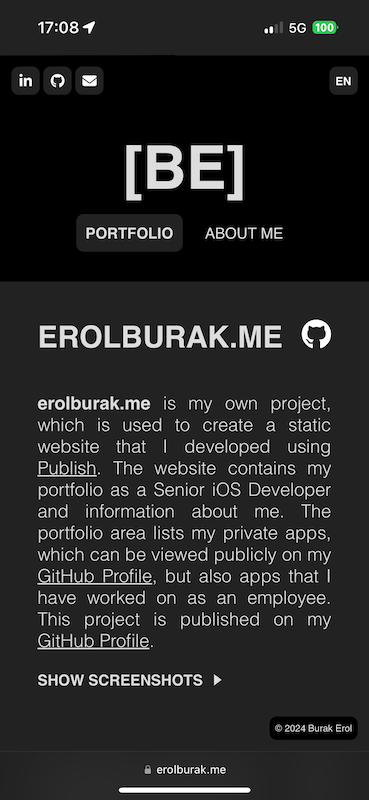 17:08 5G 100
in EN
[BE]
PORTFOLIO ABOUT ME
EROLBURAK.ME
erolburak.me is my own project,
which is used to create a static
website that I developed using
Publish. The website contains my
portfolio as a Senior iOS Developer
and information about me. The
portfolio area lists my private apps,
which can be viewed publicly on my
GitHub Profile, but also apps that I
have worked on as an employee.
This project is published on my
GitHub Profile.
SHOW SCREENSHOTS
© 2024 Burak Erol
erolburak.me